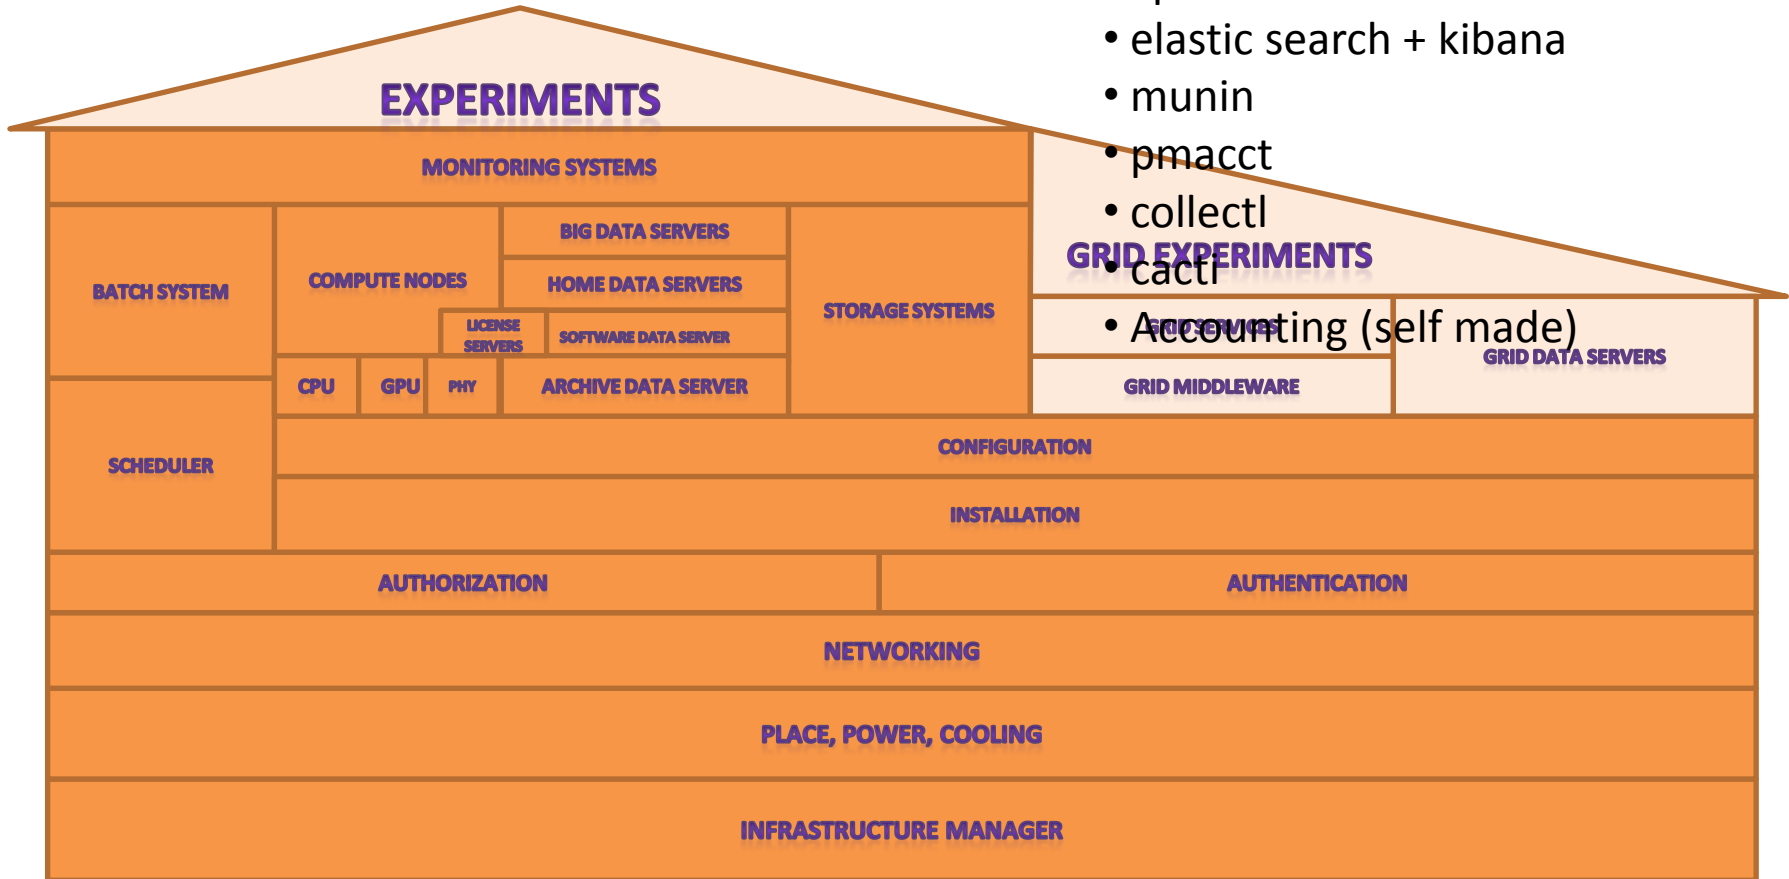 • elastic search + kibana
• munin
• pmacct
• collectl
• cacti
• Accounting (self made)
EXPERIMENTS
MONITORING SYSTEMS
BATCH SYSTEM
COMPUTE NODES
BIG DATA SERVERS
HOME DATA SERVERS
LICENSE
SERVERS
SOFTWARE DATA SERVER
STORAGE SYSTEMS
GRID EXPERIMENTS
GRID SERVICES
GRID DATA SERVERS
CPU
GPU
PHY
ARCHIVE DATA SERVER
GRID MIDDLEWARE
SCHEDULER
CONFIGURATION
INSTALLATION
AUTHORIZATION
AUTHENTICATION
NETWORKING
PLACE, POWER, COOLING
INFRASTRUCTURE MANAGER